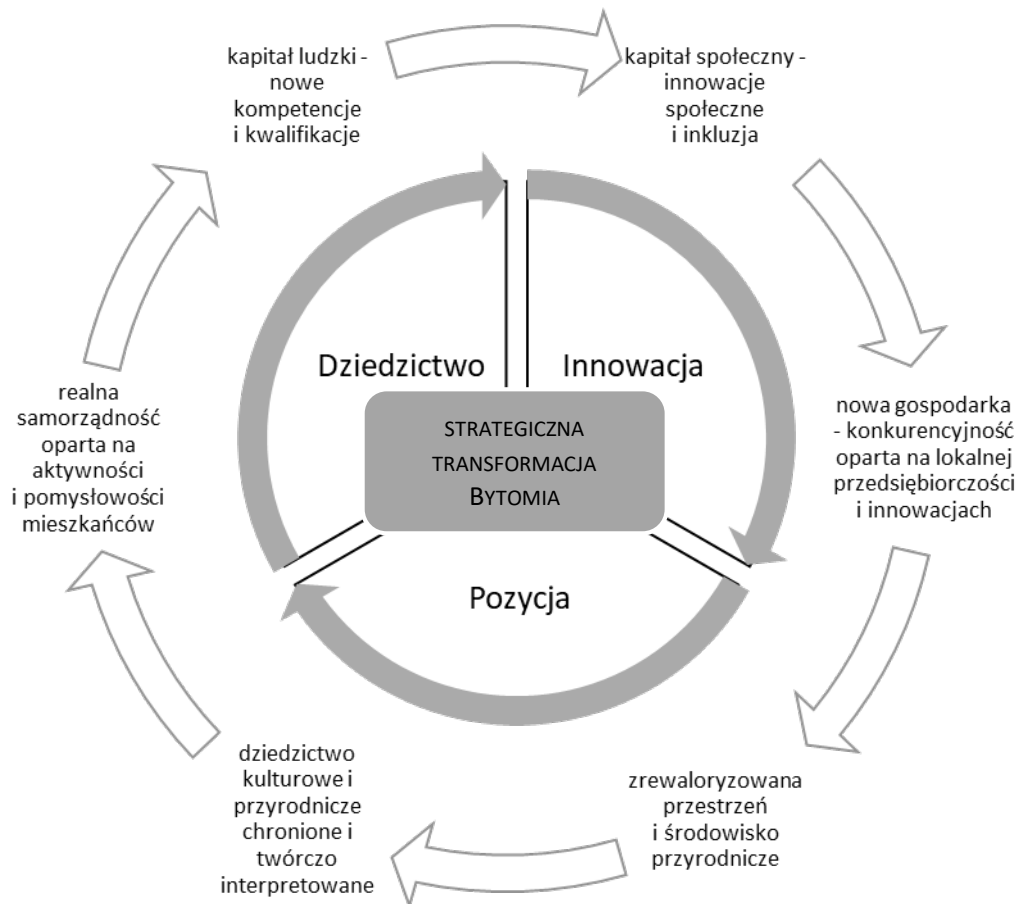 kapitał ludzki -
nowe
kompetencje
i kwalifikacje
kapitał społeczny -
innowacje
społeczne
i inkluzja
nowa gospodarka
- konkurencyjność
oparta na lokalnej
przedsiębiorczości
i innowacjach
zrewaloryzowana
przestrzeń
i środowisko
przyrodnicze
dziedzictwo
kulturowe i
przyrodnicze
chronione i
twórczo
interpretowane
realna
samorządność
oparta na
aktywności
i pomysłowości
mieszkańców
Dziedzictwo
Innowacja
STRATEGICZNA
TRANSFORMACJA
BYTOMIA
Pozycja